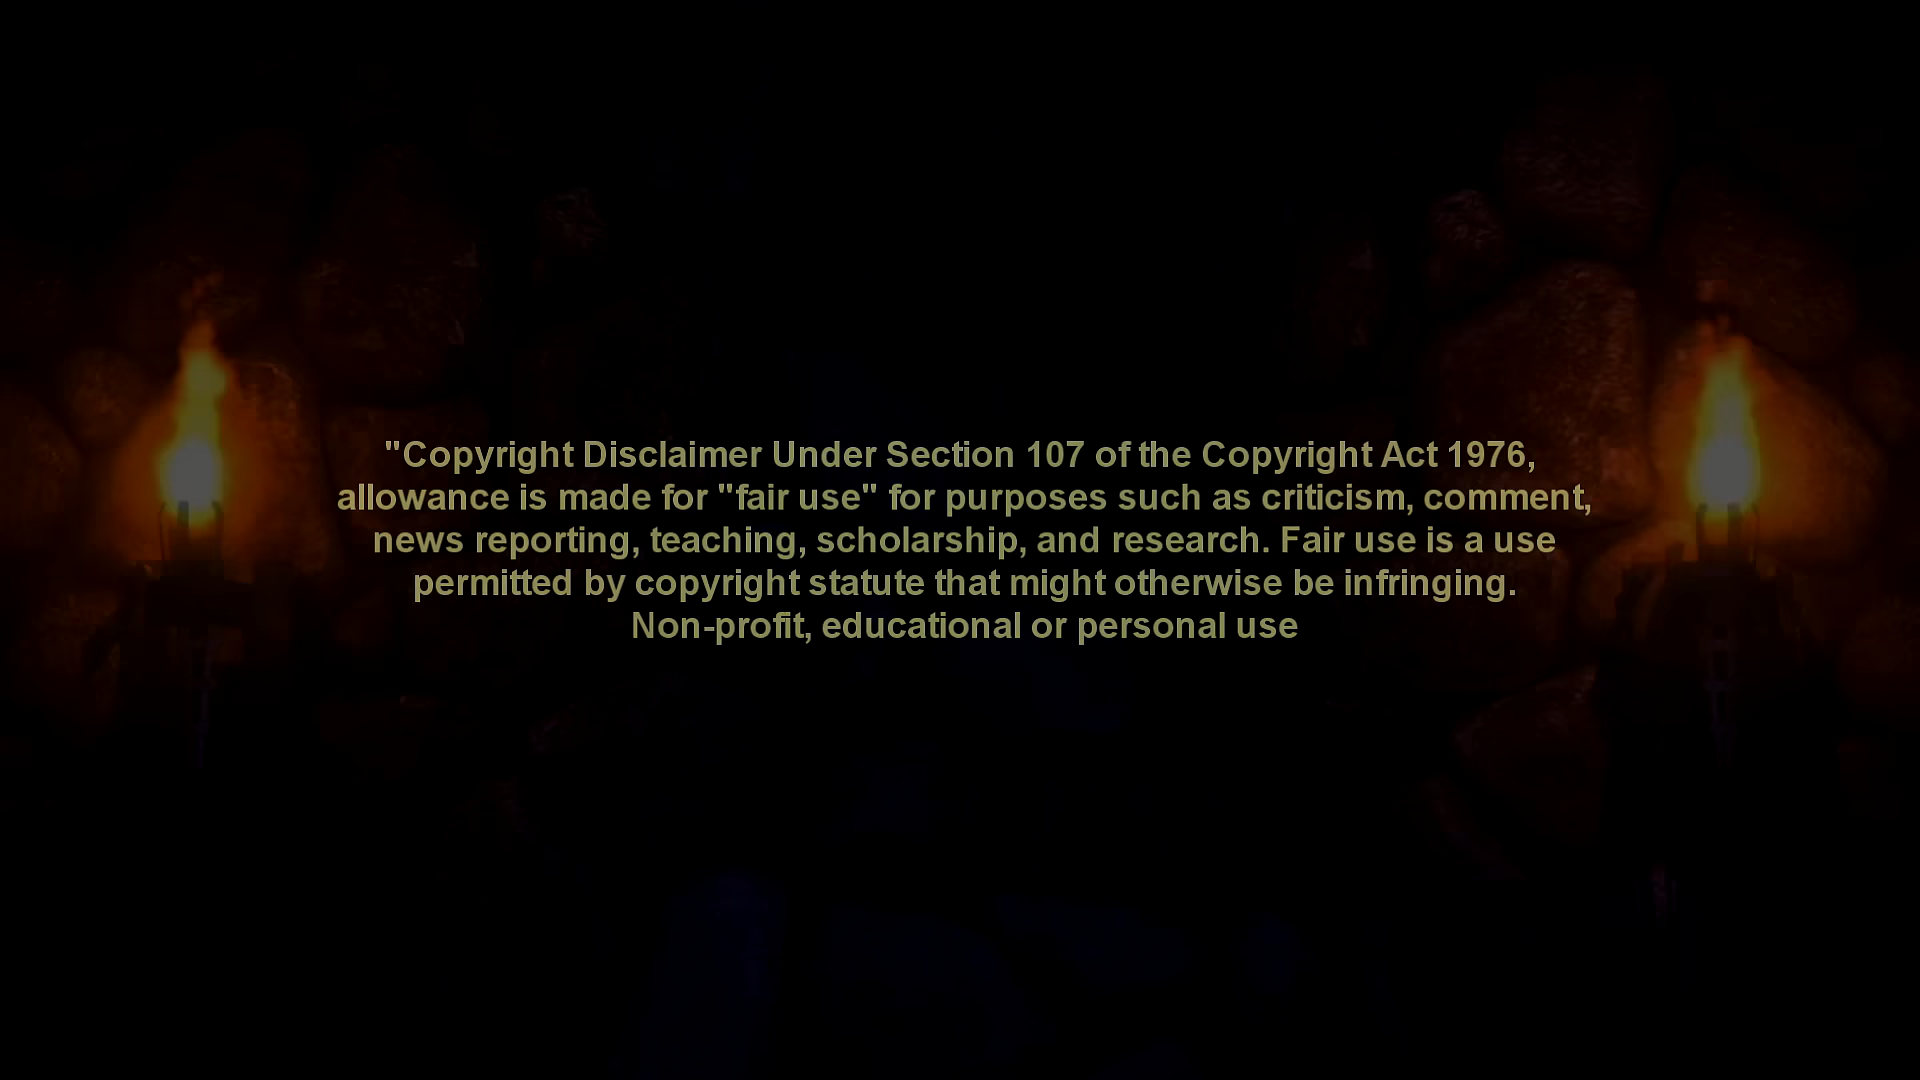 "Copyright Disclaimer Under Section 107 of the Copyright Act 1976,
allowance is made for "fair use" for purposes such as criticism, comment,
news reporting, teaching, scholarship, and research. Fair use is a use
permitted by copyright statute that might otherwise be infringing.
Non-profit, educational or personal use